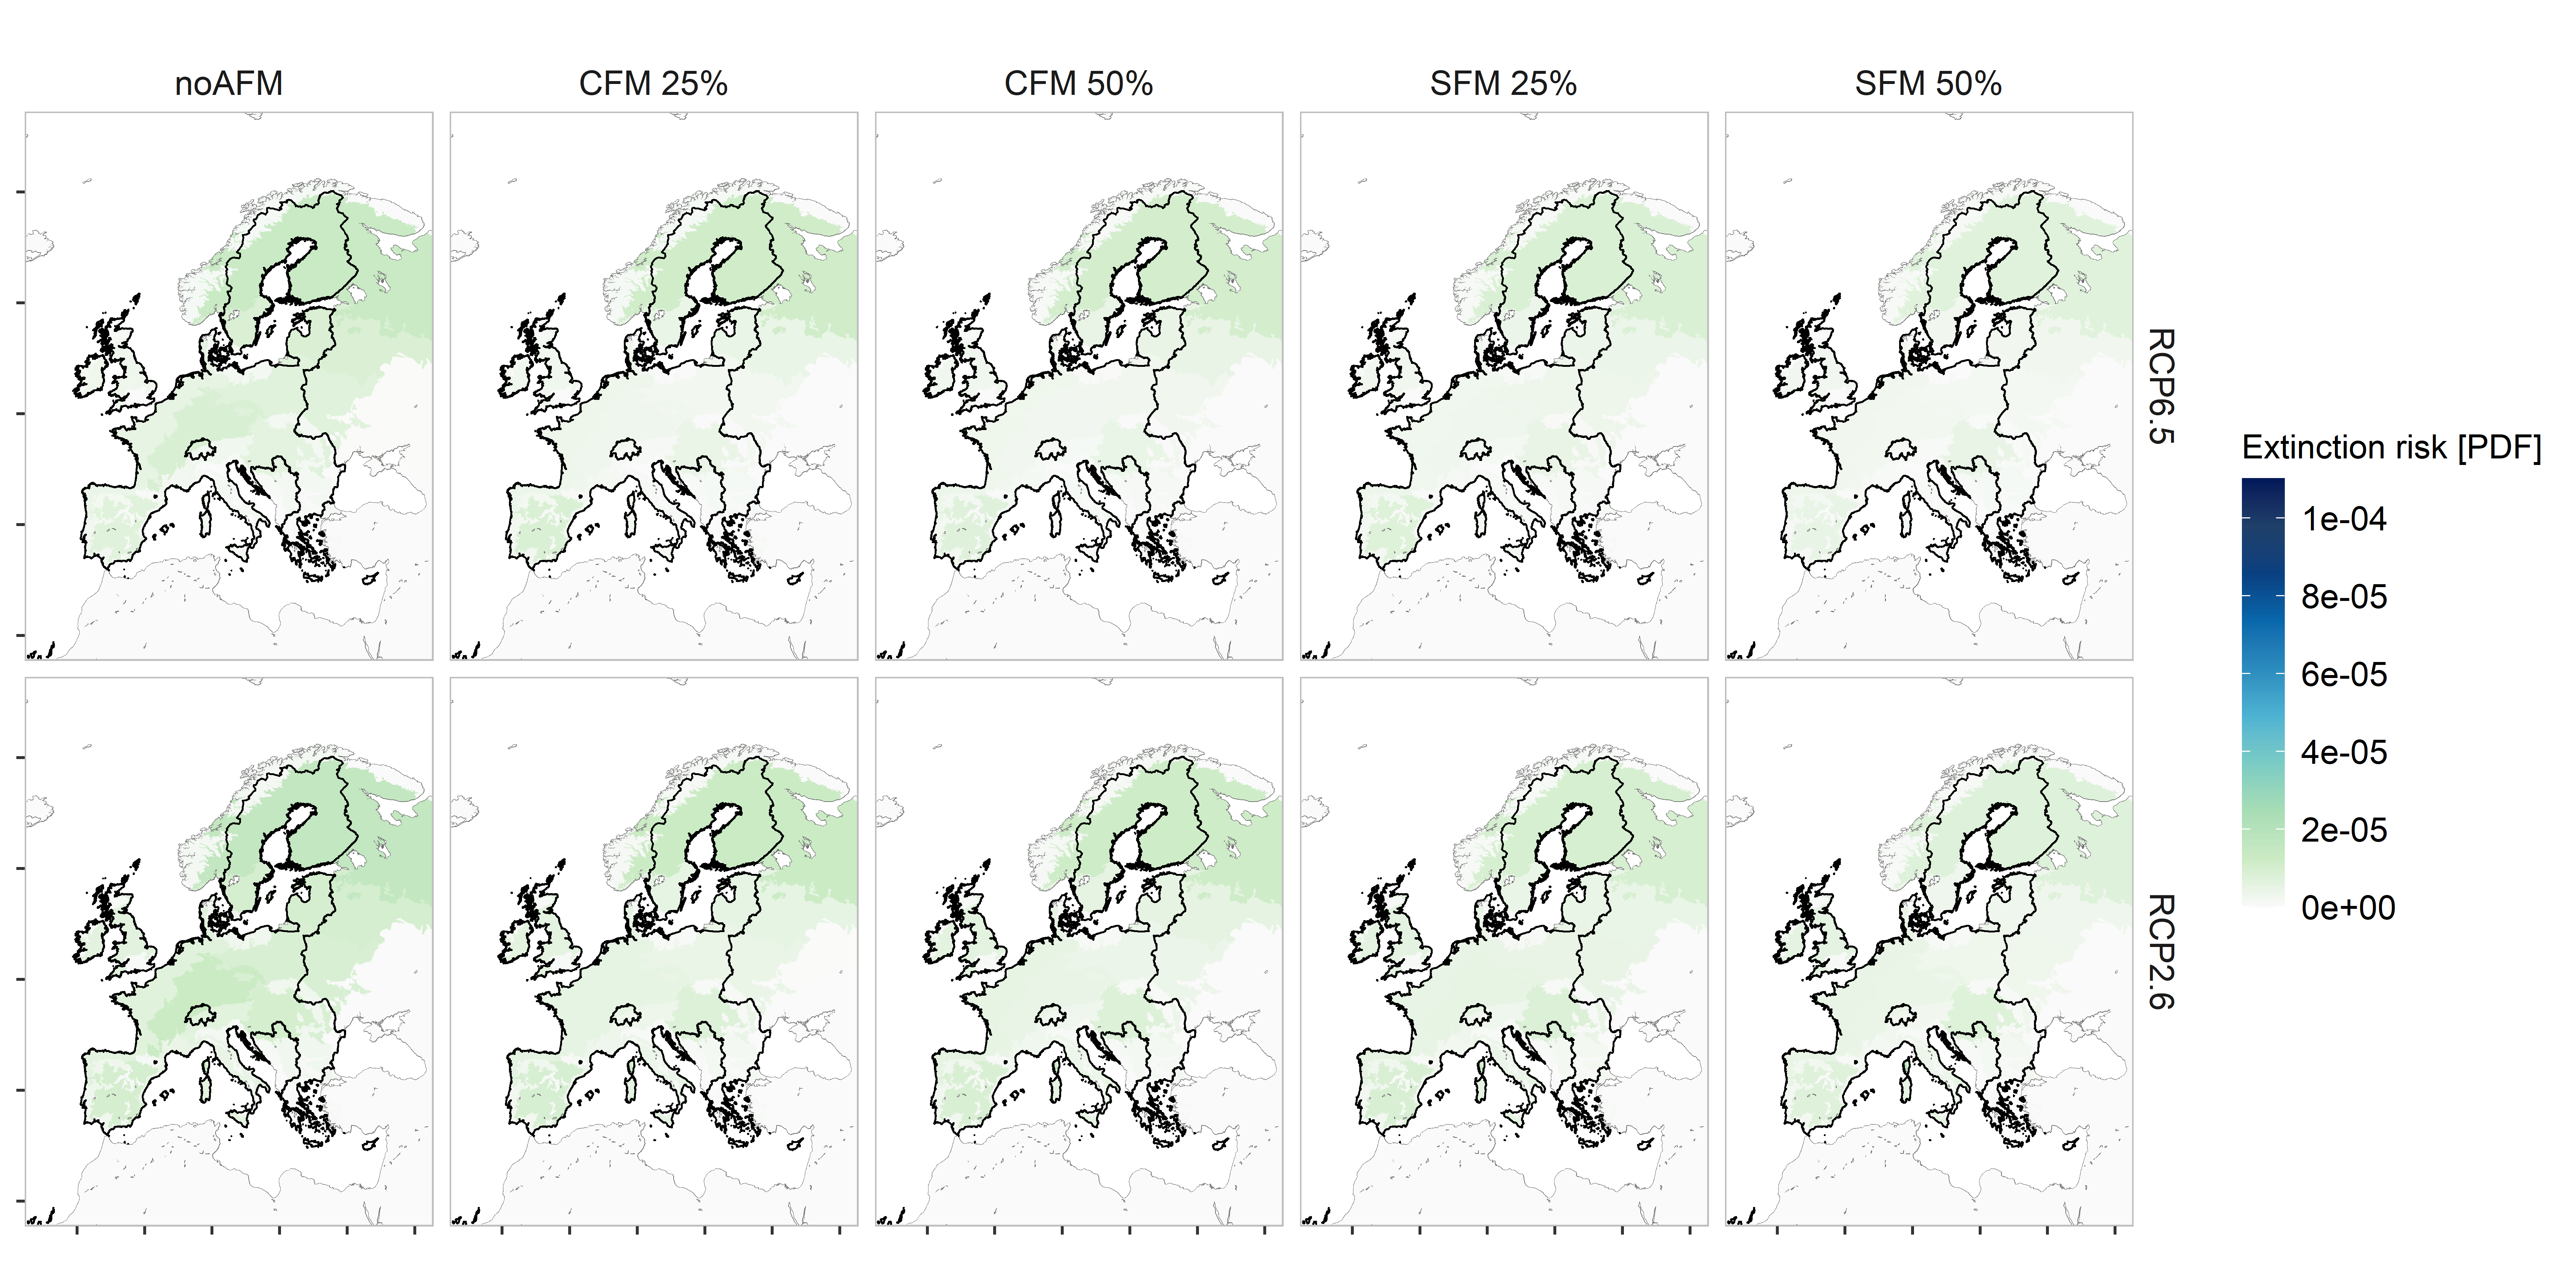 noAFM
CFM 25%
CFM 50%
SFM 25%
SFM 50%
RCP6.5
RCP2.6
Extinction risk [PDF]
1e-04
8e-05
6e-05
4e-05
2e-05
0e+00